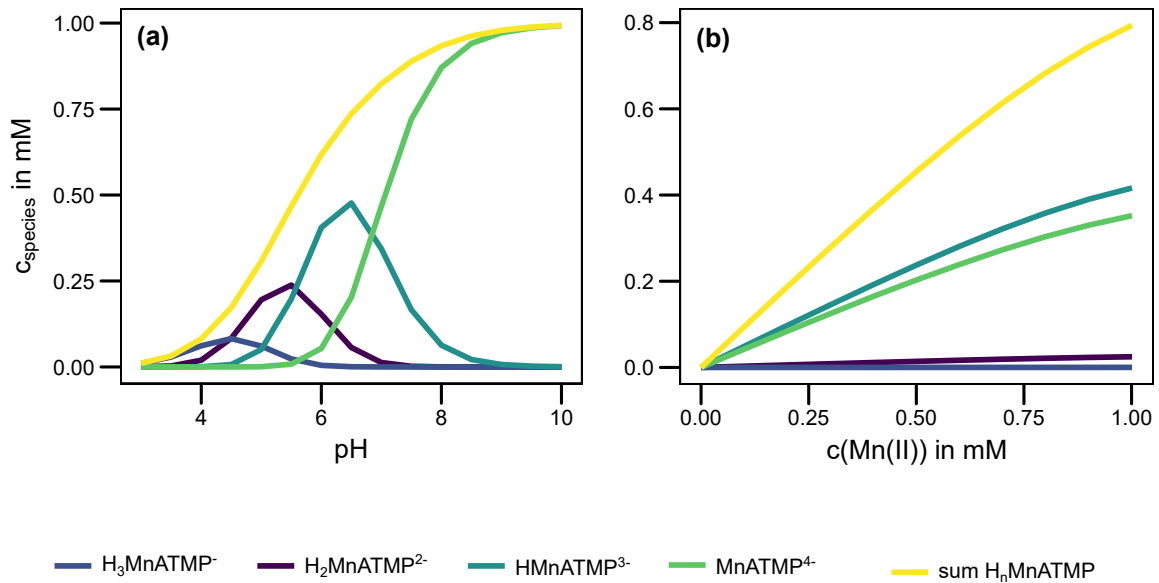 (a)
(b)
1.00
0.75
0.50
0.25
0.00
c_species in mM
4
6
8
10
pH
0.8
0.6
0.4
0.2
0.0
0.00
0.25
0.50
0.75
1.00
c(Mn(II)) in mM
H₃MnATMP⁻
H₂MnATMP²⁻
HMnATMP³⁻
MnATMP⁴⁻
sum HₙMnATMP